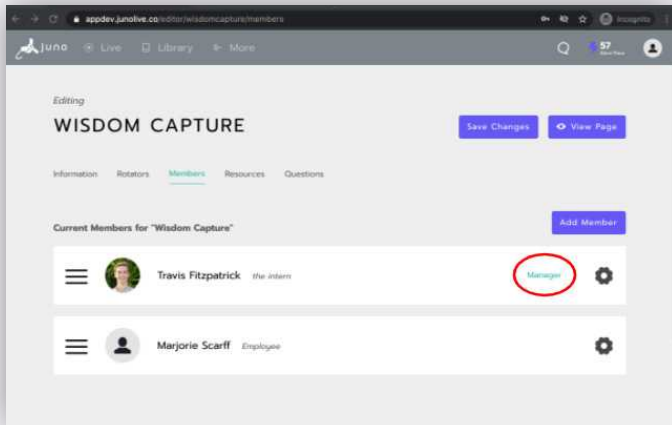 appdev.junolive.co/editor/wisdomcapture/members
Incognito
juno Live Library More
57
Editing
WISDOM CAPTURE
Save Changes View Page
Information Rotators Members Resources Questions
Current Members for "Wisdom Capture"
Add Member
Travis Fitzpatrick the intern Manager
Marjorie Scarff Employee